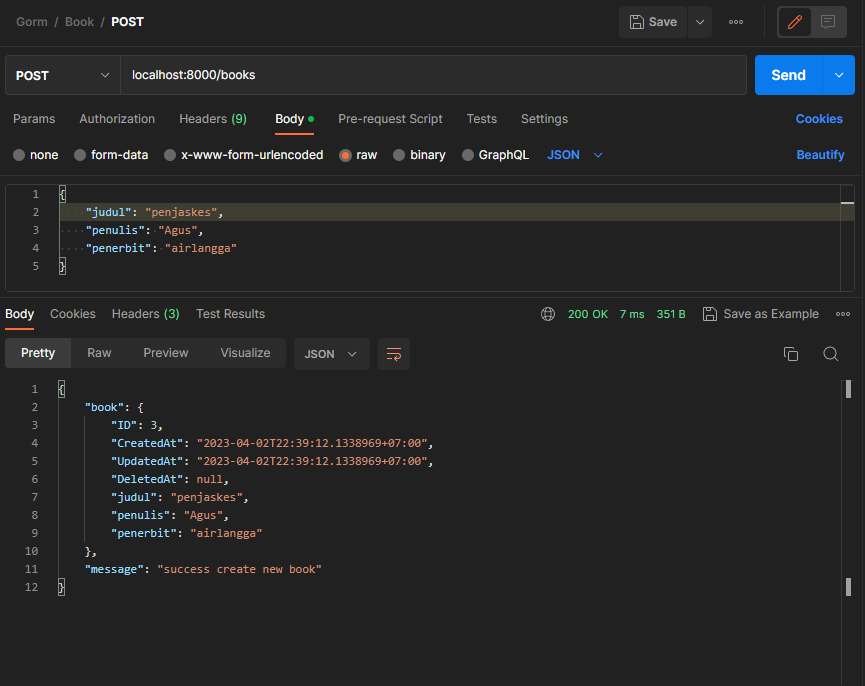 Gorm / Book / POST Save
POST localhost:8000/books Send
Params Authorization Headers (9) Body Pre-request Script Tests Settings Cookies
none form-data x-www-form-urlencoded raw binary GraphQL JSON Beautify
1 {
2 "judul": "penjaskes",
3 "penulis": "Agus",
4 "penerbit": "airlangga"
5 }
Body Cookies Headers (3) Test Results 200 OK 7 ms 351 B Save as Example
Pretty Raw Preview Visualize JSON
1 {
2 "book": {
3 "ID": 3,
4 "CreatedAt": "2023-04-02T22:39:12.1338969+07:00",
5 "UpdatedAt": "2023-04-02T22:39:12.1338969+07:00",
6 "DeletedAt": null,
7 "judul": "penjaskes",
8 "penulis": "Agus",
9 "penerbit": "airlangga"
10 },
11 "message": "success create new book"
12 }